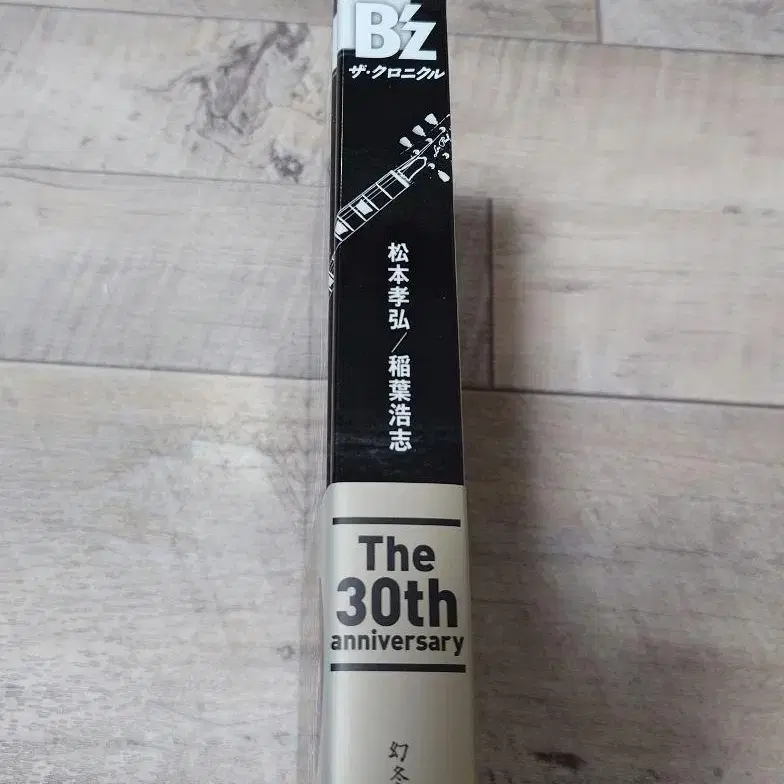 B'z
ザ・クロニクル
松本孝弘/稲葉浩志
The
30th
anniversary
幻冬